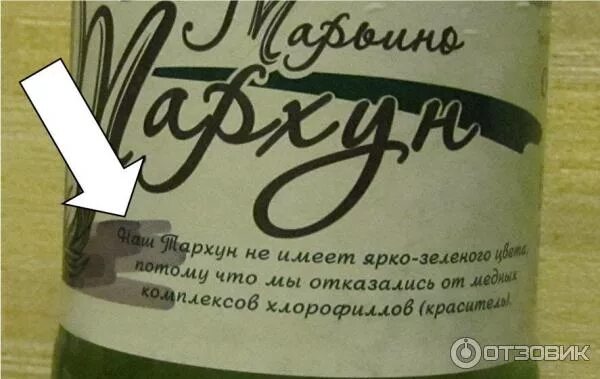 Марьино
Тархун
Наш Тархун не имеет ярко-зеленого цвета,
потому что мы отказались от медных
комплексов хлорофиллов (краситель).
ОТЗОВИК